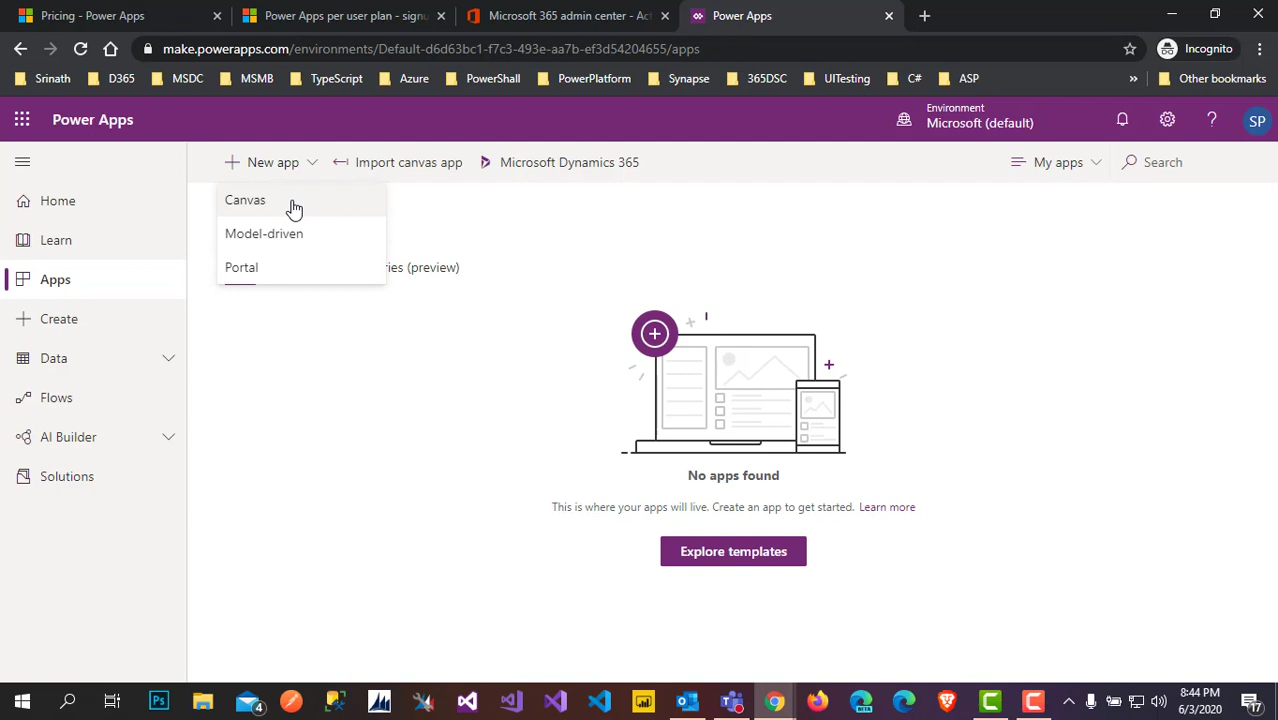 Pricing - Power Apps
Power Apps per user plan - signu
Microsoft 365 admin center - Ac
Power Apps
make.powerapps.com/environments/Default-d6d63bc1-f7c3-493e-aa7b-ef3d54204655/apps
Incognito
Srinath
D365
MSDC
MSMB
TypeScript
Azure
PowerShall
PowerPlatform
Synapse
365DSC
UITesting
C#
ASP
»
Other bookmarks
Power Apps
Environment
Microsoft (default)
SP
New app
Import canvas app
Microsoft Dynamics 365
My apps
Search
Canvas
Model-driven
Portal
ries (preview)
Home
Learn
Apps
Create
Data
Flows
AI Builder
Solutions
No apps found
This is where your apps will live. Create an app to get started. Learn more
Explore templates
Ps
4
BETA
8:44 PM
6/3/2020
17